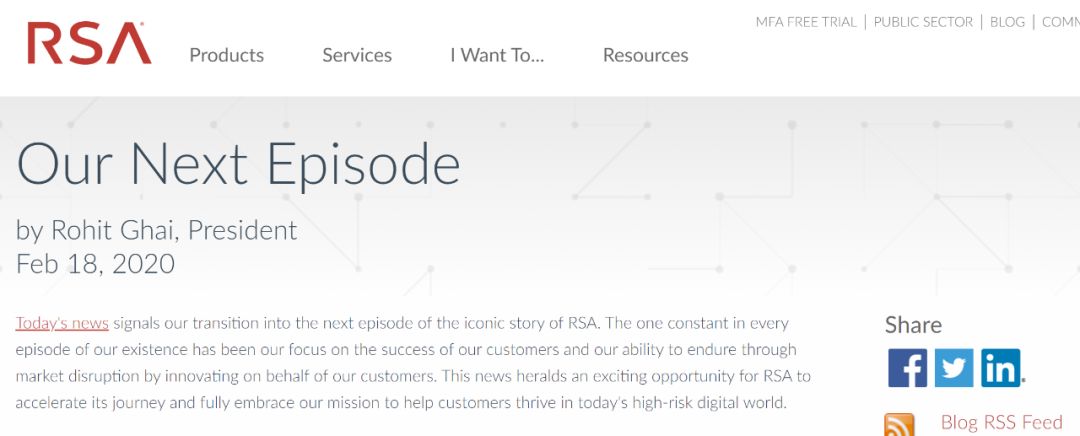 MFA FREE TRIAL | PUBLIC SECTOR | BLOG | COMM
RSA
Products Services I Want To... Resources
Our Next Episode
by Rohit Ghai, President
Feb 18, 2020
Today's news signals our transition into the next episode of the iconic story of RSA. The one constant in every
episode of our existence has been our focus on the success of our customers and our ability to endure through
market disruption by innovating on behalf of our customers. This news heralds an exciting opportunity for RSA to
accelerate its journey and fully embrace our mission to help customers thrive in today's high-risk digital world.
Share
Blog RSS Feed